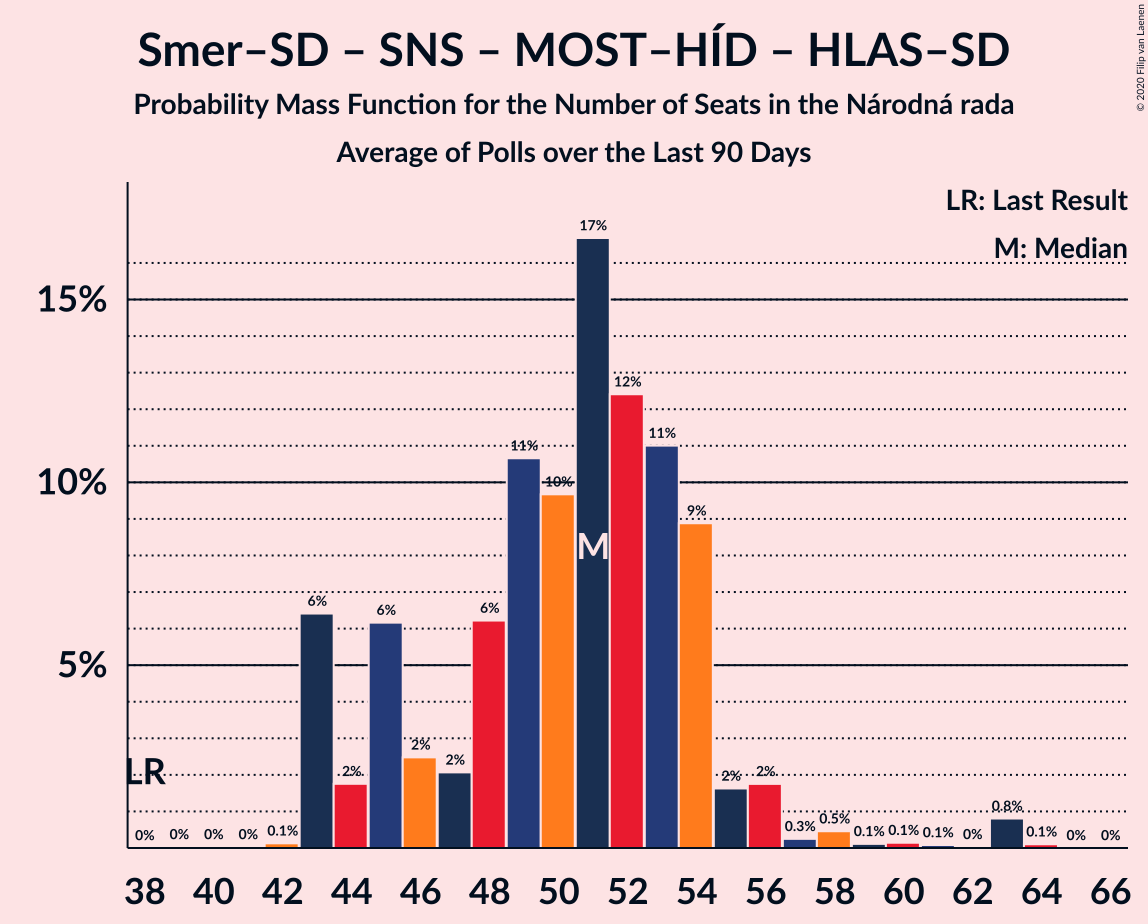 Smer–SD – SNS – MOST–HÍD – HLAS–SD
Probability Mass Function for the Number of Seats in the Národná rada
Average of Polls over the Last 90 Days
© 2020 Filip van Laenen
LR: Last Result
M: Median
15%
10%
5%
LR
M
0% 0% 0% 0% 0.1% 6% 2% 6% 2% 2% 6% 11% 10% 17% 12% 11% 9% 2% 2% 0.3% 0.5% 0.1% 0.1% 0.1% 0% 0.8% 0.1% 0% 0%
38 40 42 44 46 48 50 52 54 56 58 60 62 64 66